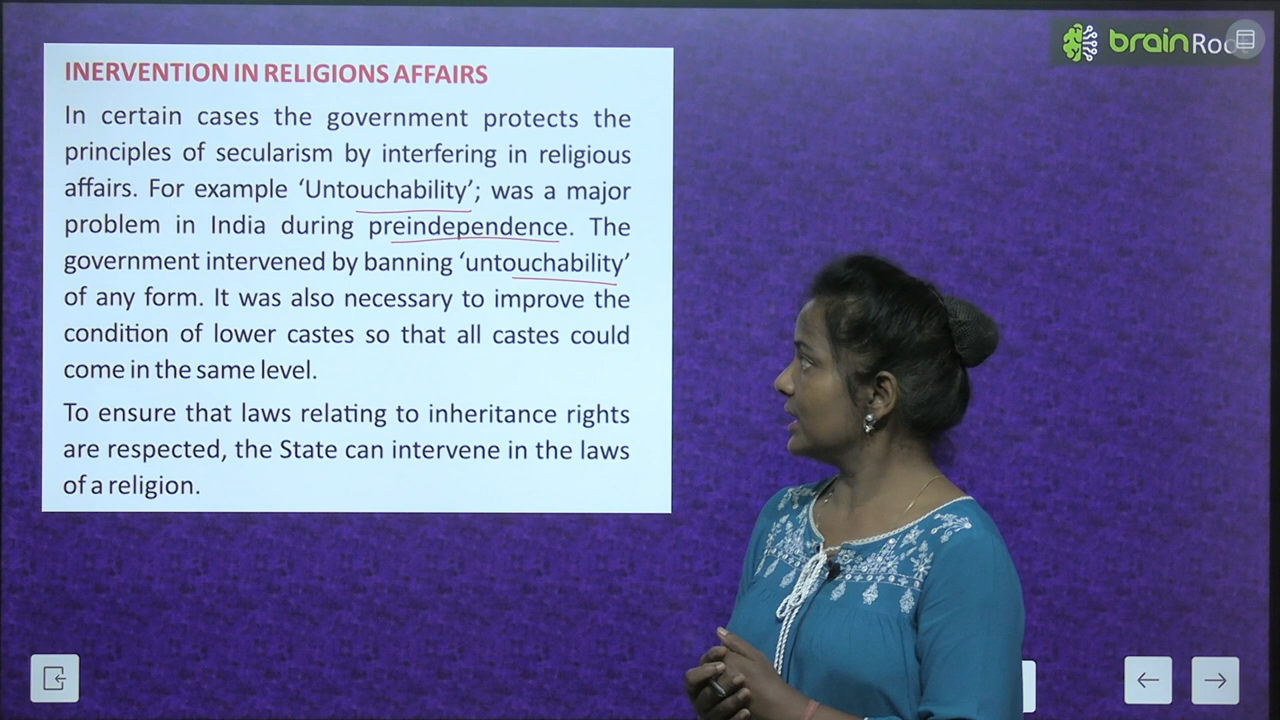 INERVENTION IN RELIGIONS AFFAIRS
In certain cases the government protects the
principles of secularism by interfering in religious
affairs. For example ‘Untouchability’; was a major
problem in India during preindependence. The
government intervened by banning ‘untouchability’
of any form. It was also necessary to improve the
condition of lower castes so that all castes could
come in the same level.
To ensure that laws relating to inheritance rights
are respected, the State can intervene in the laws
of a religion.
brain